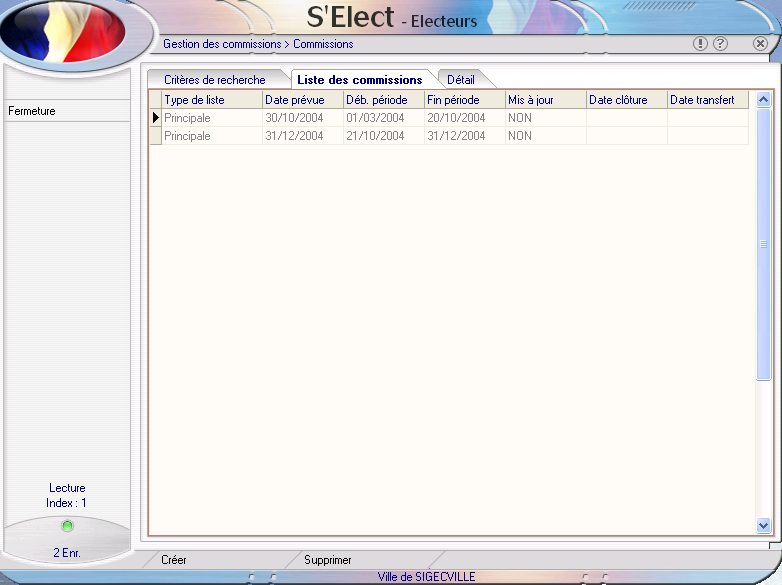 S'Elect - Electeurs
Gestion des commissions > Commissions
Fermeture
Critères de recherche Liste des commissions Détail
Type de liste Date prévue Déb. période Fin période Mis à jour Date clôture Date transfert
Principale 30/10/2004 01/03/2004 20/10/2004 NON
Principale 31/12/2004 21/10/2004 31/12/2004 NON
Lecture
Index : 1
2 Enr.
Créer Supprimer
Ville de SIGECVILLE